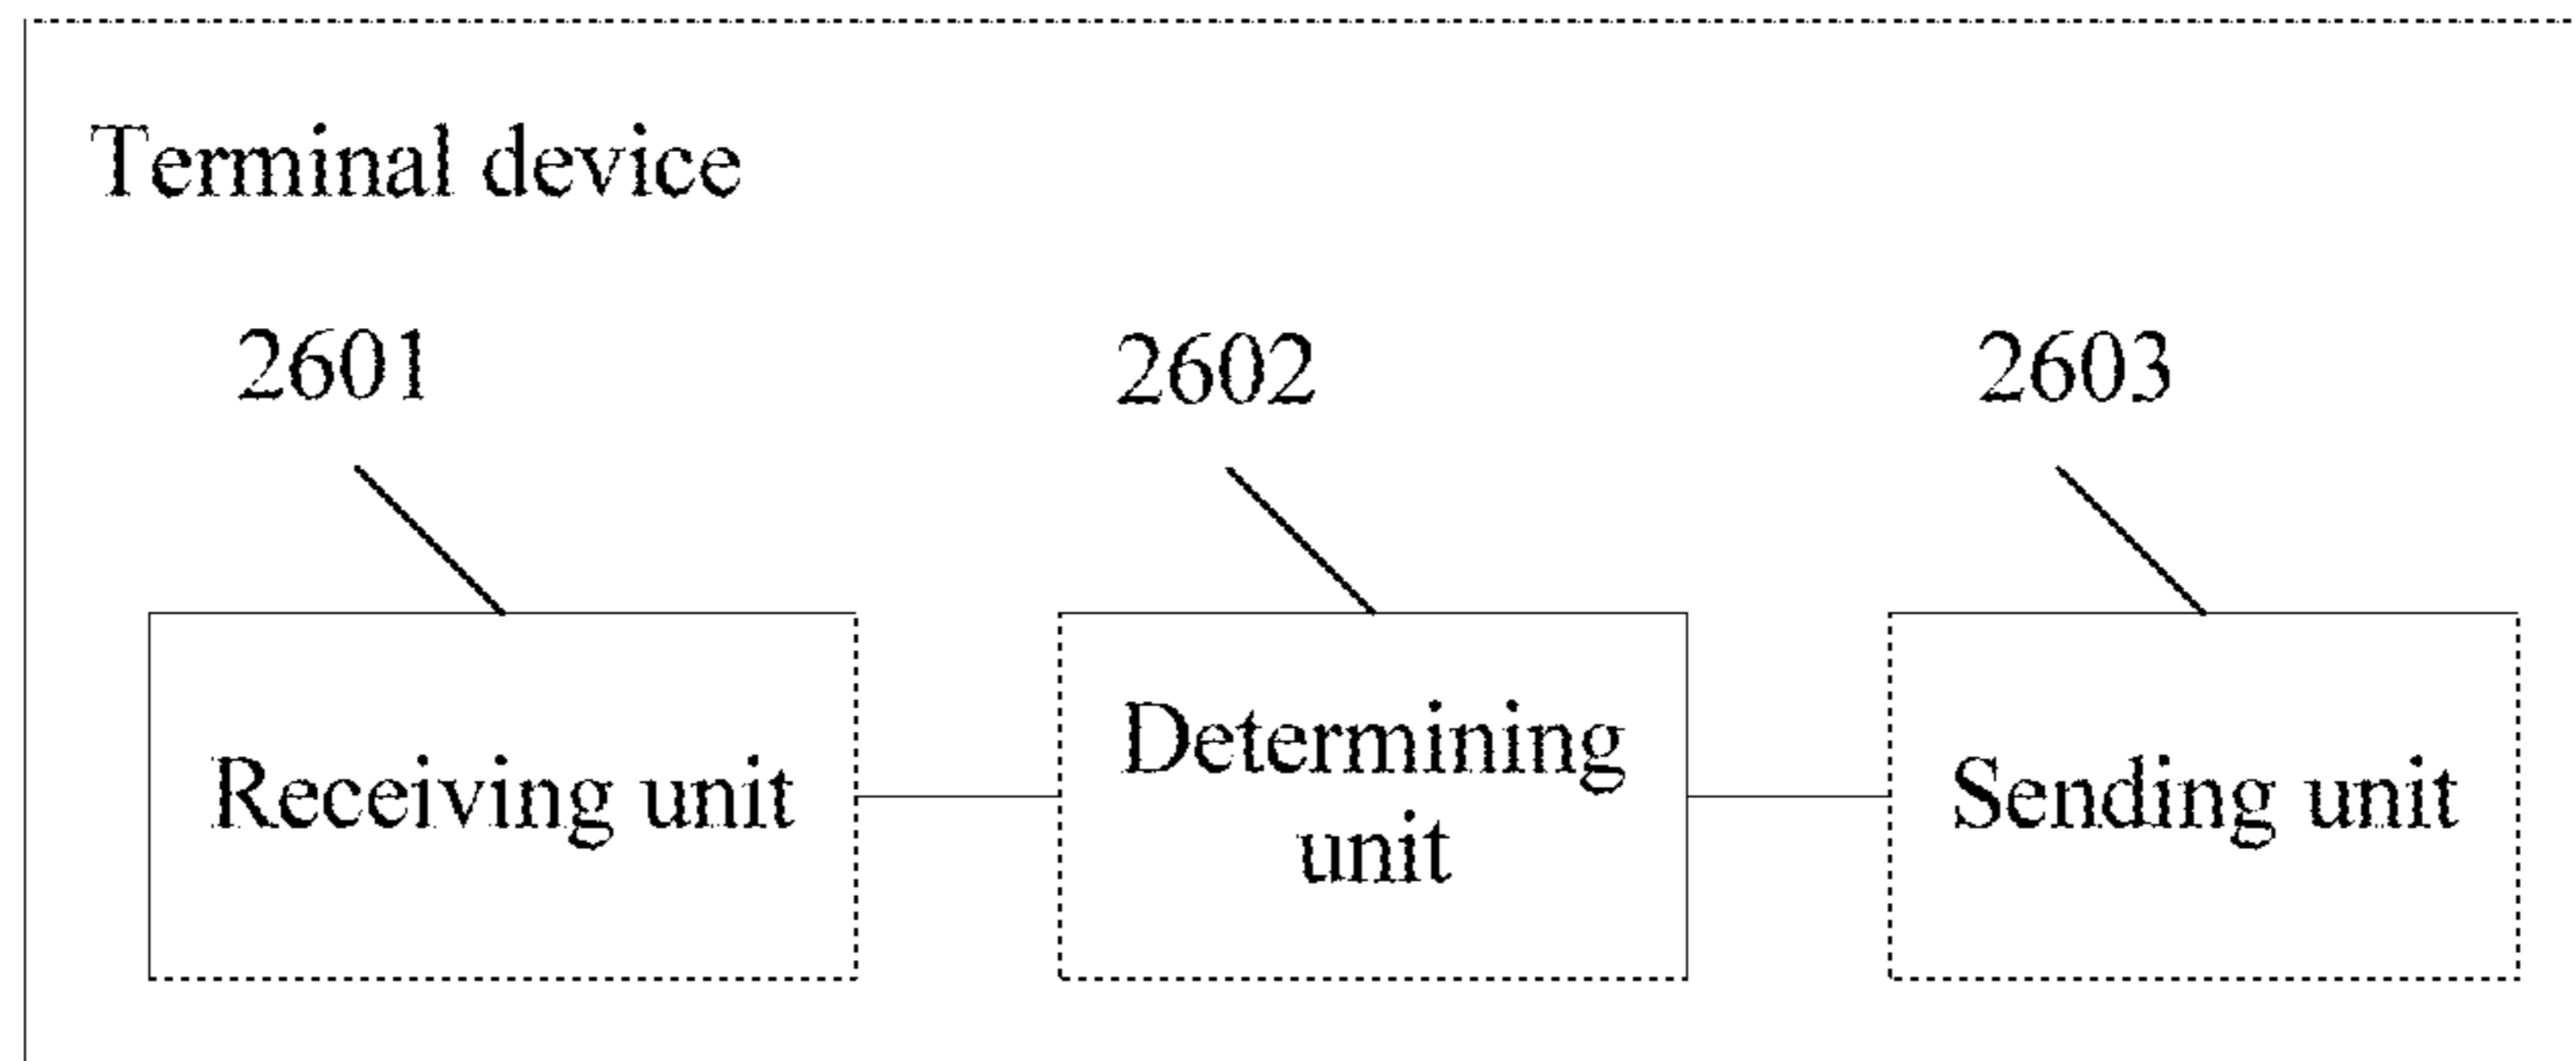 Terminal device
2601
2602
2603
Receiving unit
Determining
unit
Sending unit